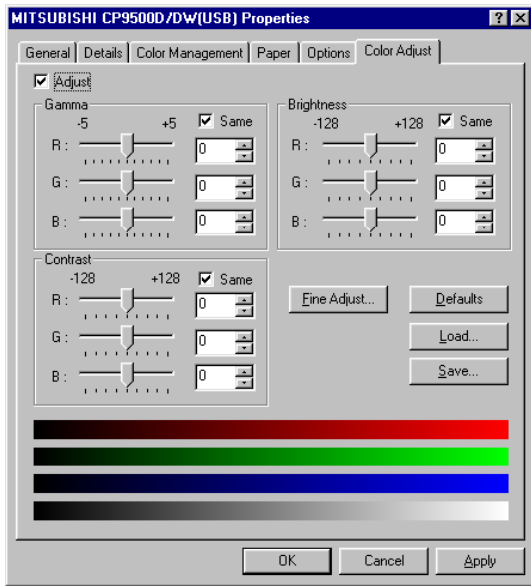 MITSUBISHI CP9500D/DW(USB) Properties
General Details Color Management Paper Options Color Adjust
Adjust
Gamma
-5 +5 Same
R : 0
G : 0
B : 0
Brightness
-128 +128 Same
R : 0
G : 0
B : 0
Contrast
-128 +128 Same
R : 0
G : 0
B : 0
Fine Adjust... Defaults
Load...
Save...
OK Cancel Apply